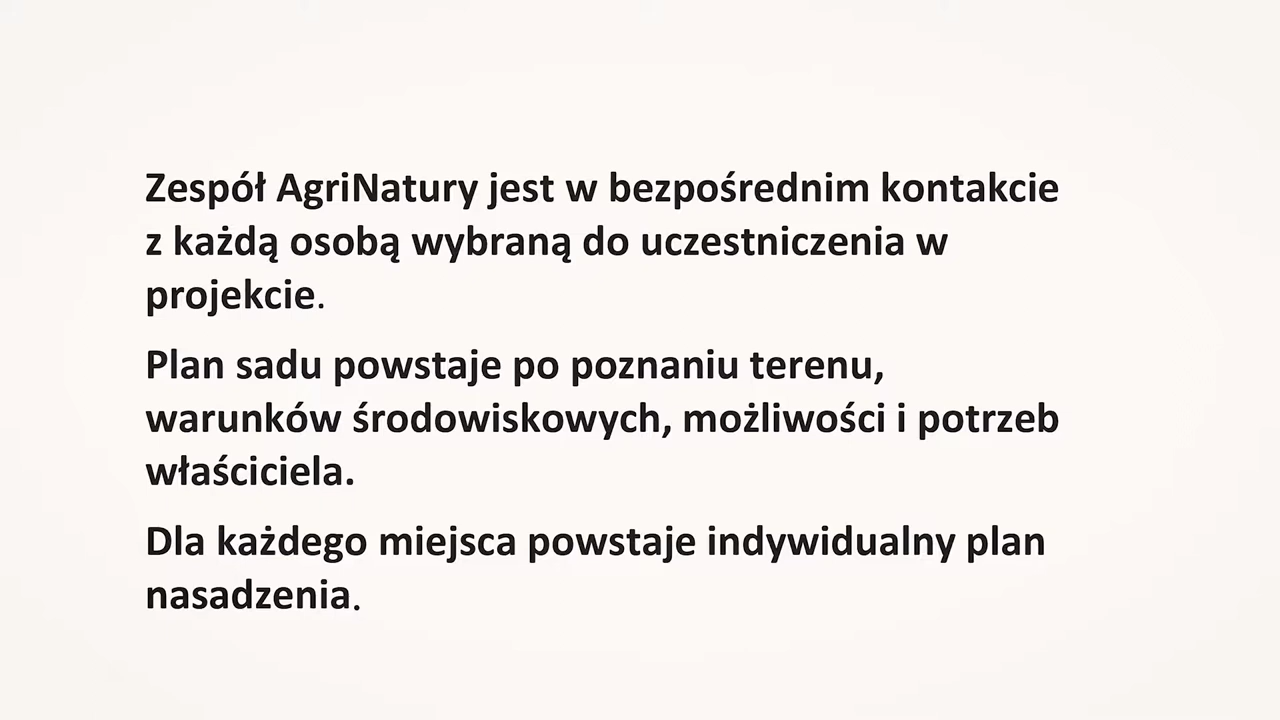 Zespół AgriNatury jest w bezpośrednim kontakcie
z każdą osobą wybraną do uczestniczenia w
projekcie.
Plan sadu powstaje po poznaniu terenu,
warunków środowiskowych, możliwości i potrzeb
właściciela.
Dla każdego miejsca powstaje indywidualny plan
nasadzenia.